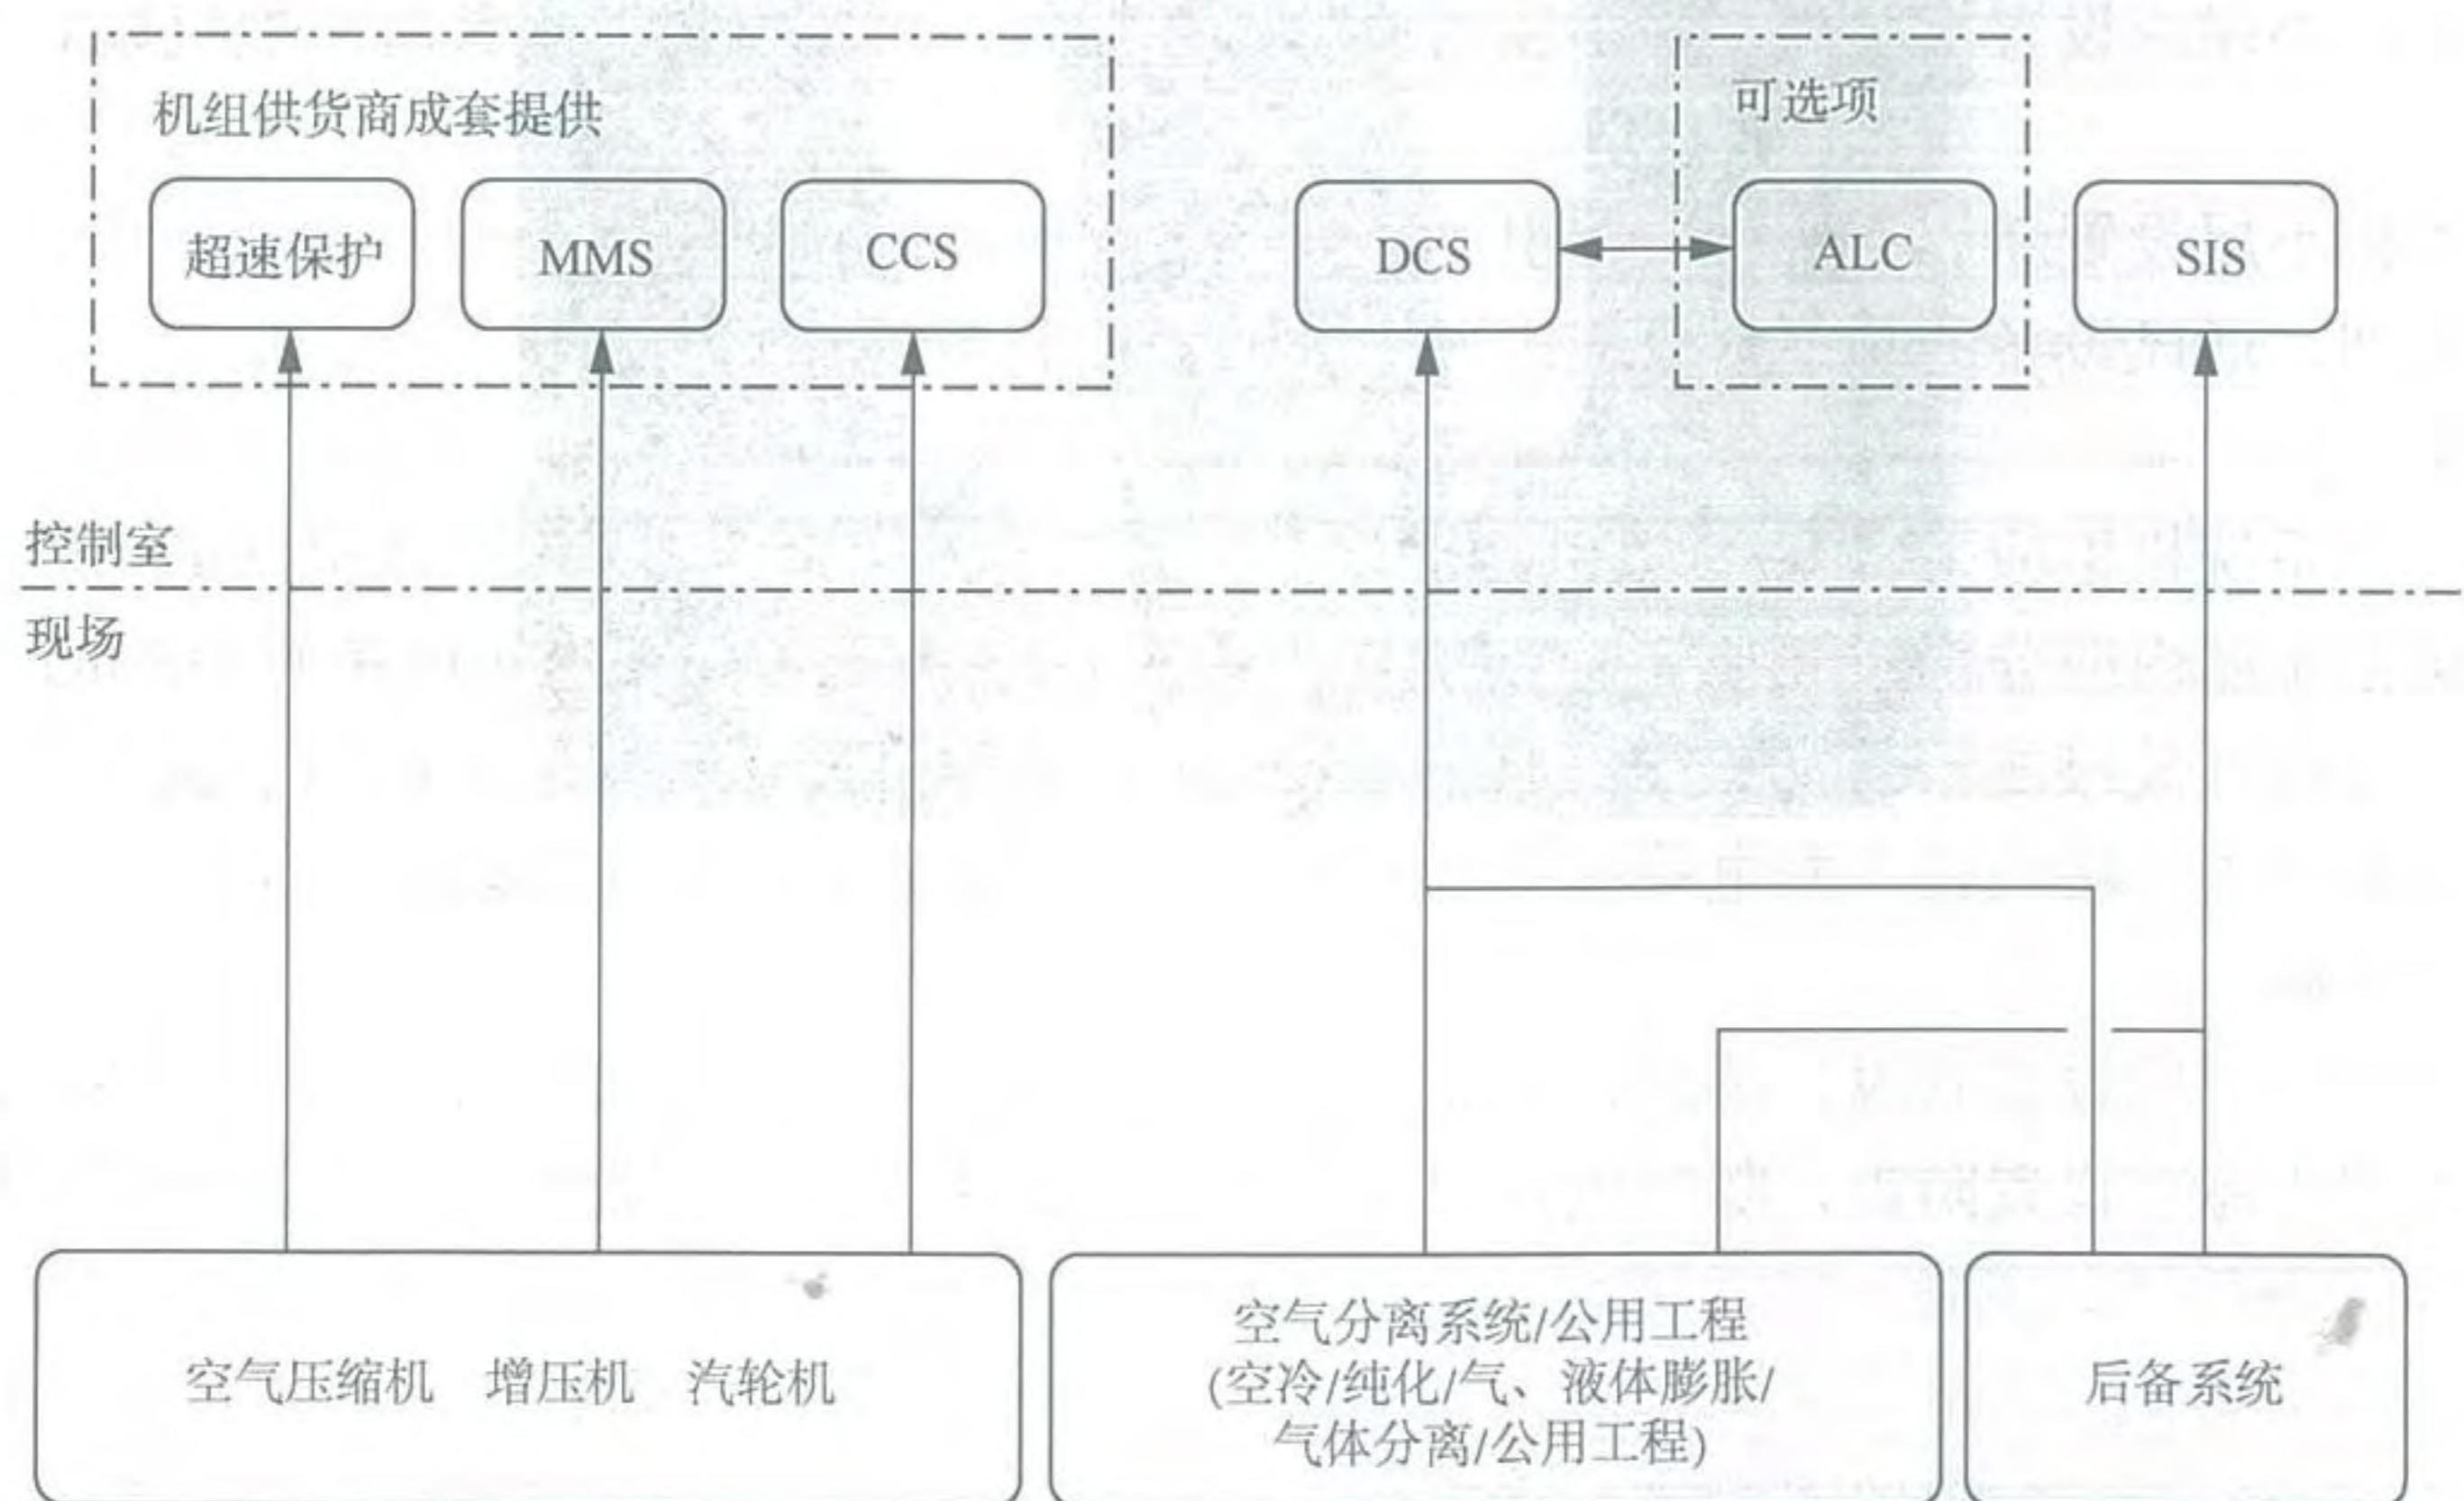 机组供货商成套提供
可选项
超速保护
MMS
CCS
DCS
ALC
SIS
控制室
现场
空气压缩机 增压机 汽轮机
空气分离系统/公用工程
(空冷/纯化/气、液体膨胀/
气体分离/公用工程)
后备系统